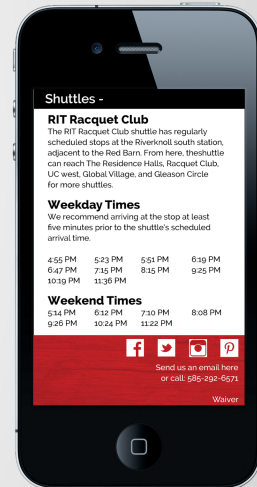 Shuttles -
RIT Racquet Club
The RIT Racquet Club shuttle has regularly
scheduled stops at the Riverknoll south station,
adjacent to the Red Barn. From here, theshuttle
can reach The Residence Halls, Racquet Club,
UC west, Global Village, and Gleason Circle
for more shuttles.
Weekday Times
We recommend arriving at the stop at least
five minutes prior to the shuttle's scheduled
arrival time.
4:55 PM 5:23 PM 5:51 PM 6:19 PM
6:47 PM 7:15 PM 8:15 PM 9:25 PM
10:19 PM 11:36 PM
Weekend Times
5:14 PM 6:12 PM 7:10 PM 8:08 PM
9:26 PM 10:24 PM 11:22 PM
Send us an email here
or call: 585-292-6571
Waiver